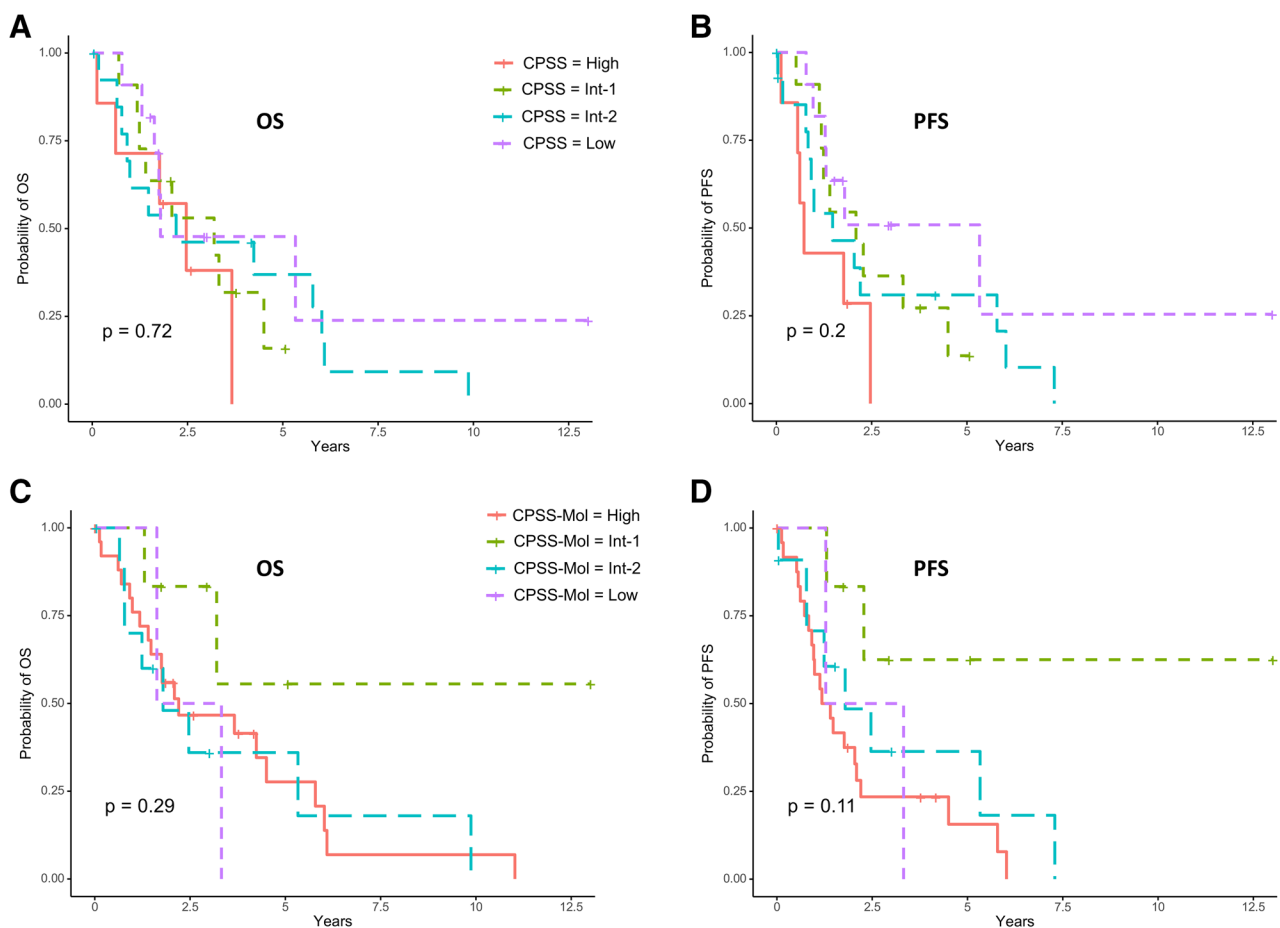 A
B
1.00
0.75
0.50
0.25
0.00
Probability of OS
OS
CPSS = High
CPSS = Int-1
CPSS = Int-2
CPSS = Low
p = 0.72
0
2.5
5
7.5
10
12.5
Years
1.00
0.75
0.50
0.25
0.00
Probability of PFS
PFS
p = 0.2
0
2.5
5
7.5
10
12.5
Years
C
D
1.00
0.75
0.50
0.25
0.00
Probability of OS
OS
CPSS-Mol = High
CPSS-Mol = Int-1
CPSS-Mol = Int-2
CPSS-Mol = Low
p = 0.29
0
2.5
5
7.5
10
12.5
Years
1.00
0.75
0.50
0.25
0.00
Probability of PFS
PFS
p = 0.11
0
2.5
5
7.5
10
12.5
Years